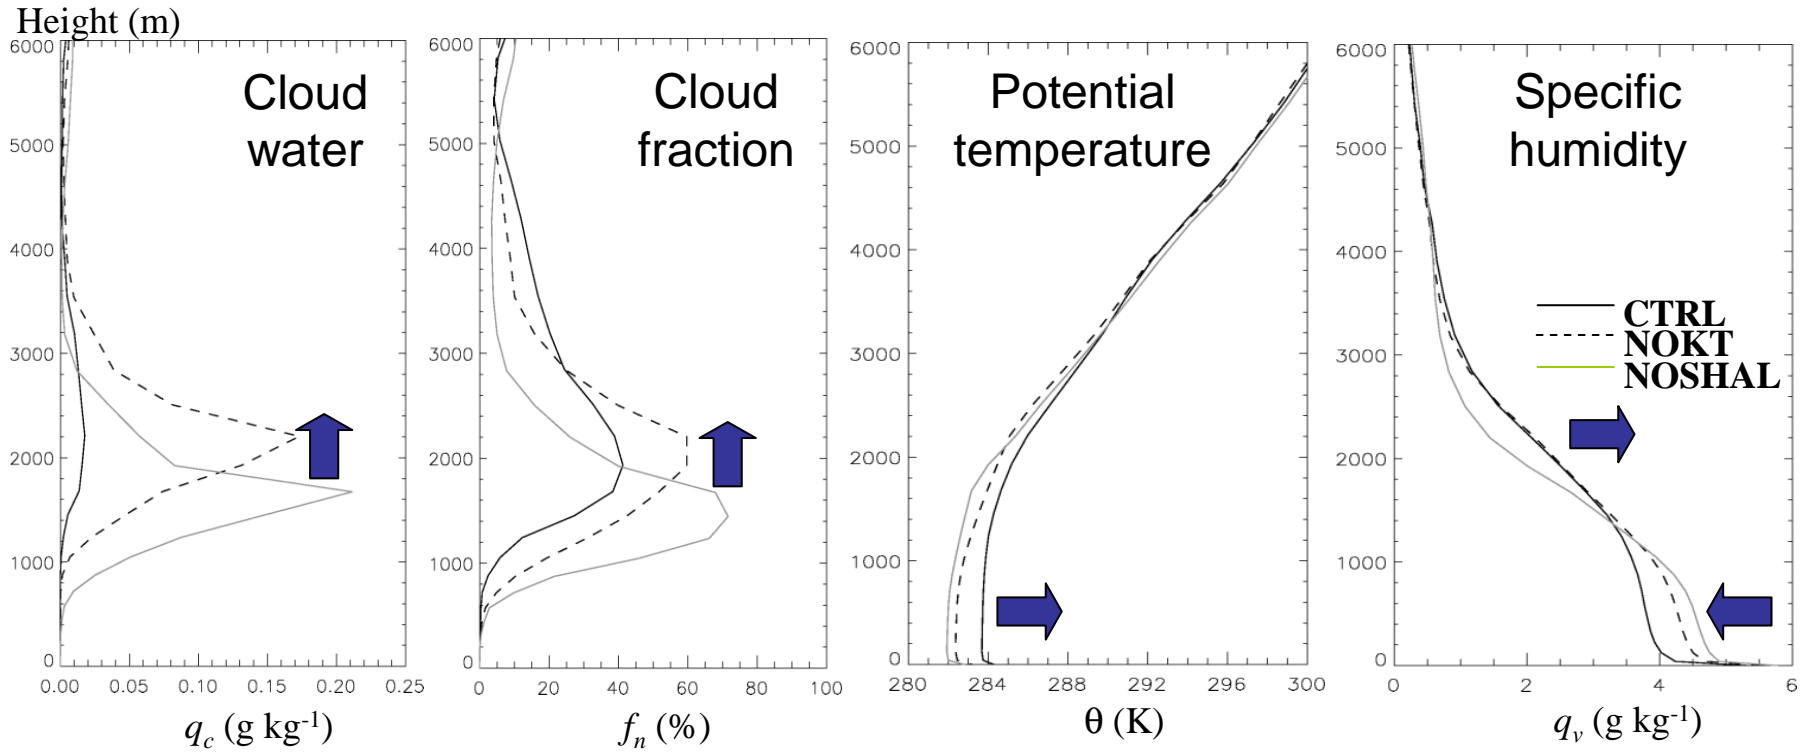 Height (m)
6000
5000
4000
3000
2000
1000
0
0.00 0.05 0.10 0.15 0.20 0.25
Cloud
water
q_c (g kg⁻¹)
6000
5000
4000
3000
2000
1000
0
0 20 40 60 80 100
Cloud
fraction
f_n (%)
6000
5000
4000
3000
2000
1000
0
280 284 288 292 296 300
Potential
temperature
θ (K)
6000
5000
4000
3000
2000
1000
0
0 2 4 6
Specific
humidity
CTRL
NOKT
NOSHAL
q_v (g kg⁻¹)